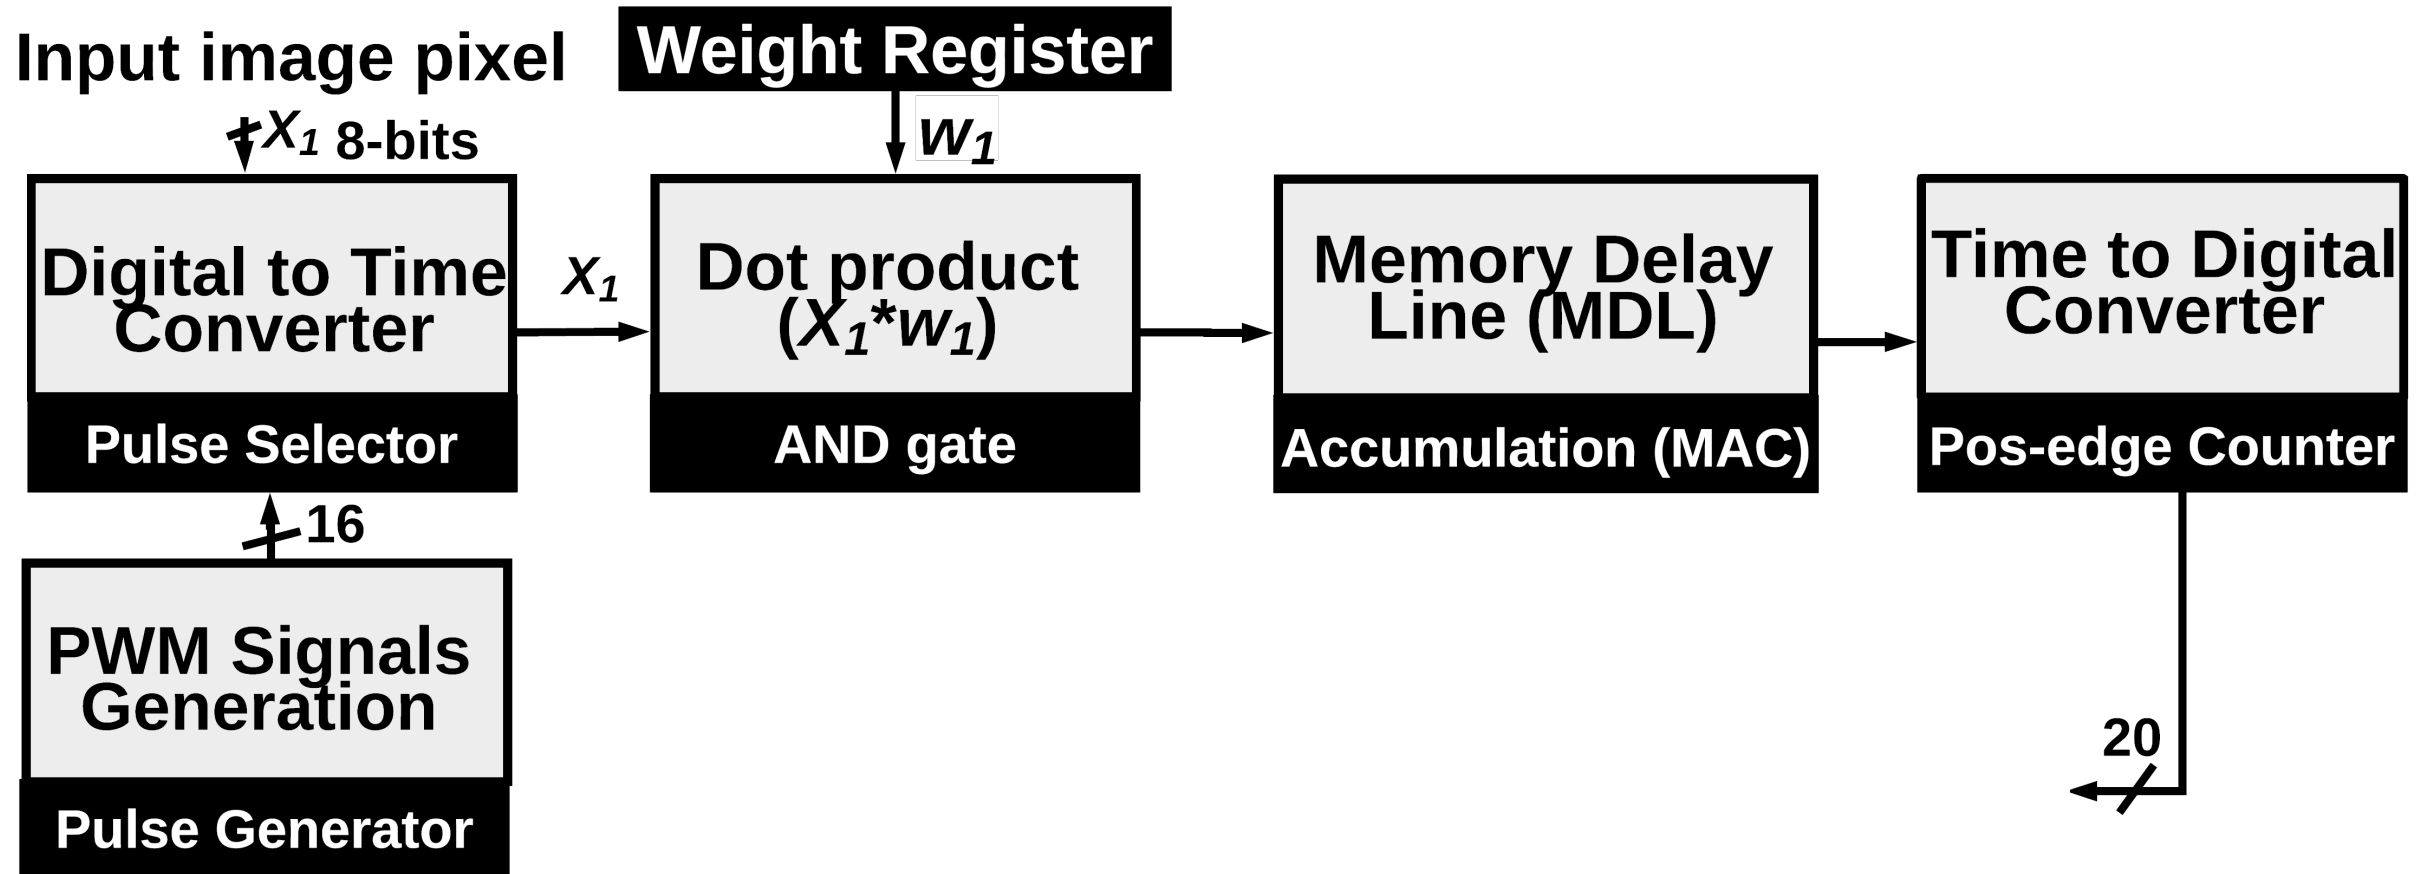 Input image pixel
X1 8-bits
Weight Register
w1
Digital to Time
Converter
Pulse Selector
X1
Dot product
(X1*w1)
AND gate
Memory Delay
Line (MDL)
Accumulation (MAC)
Time to Digital
Converter
Pos-edge Counter
16
PWM Signals
Generation
Pulse Generator
20